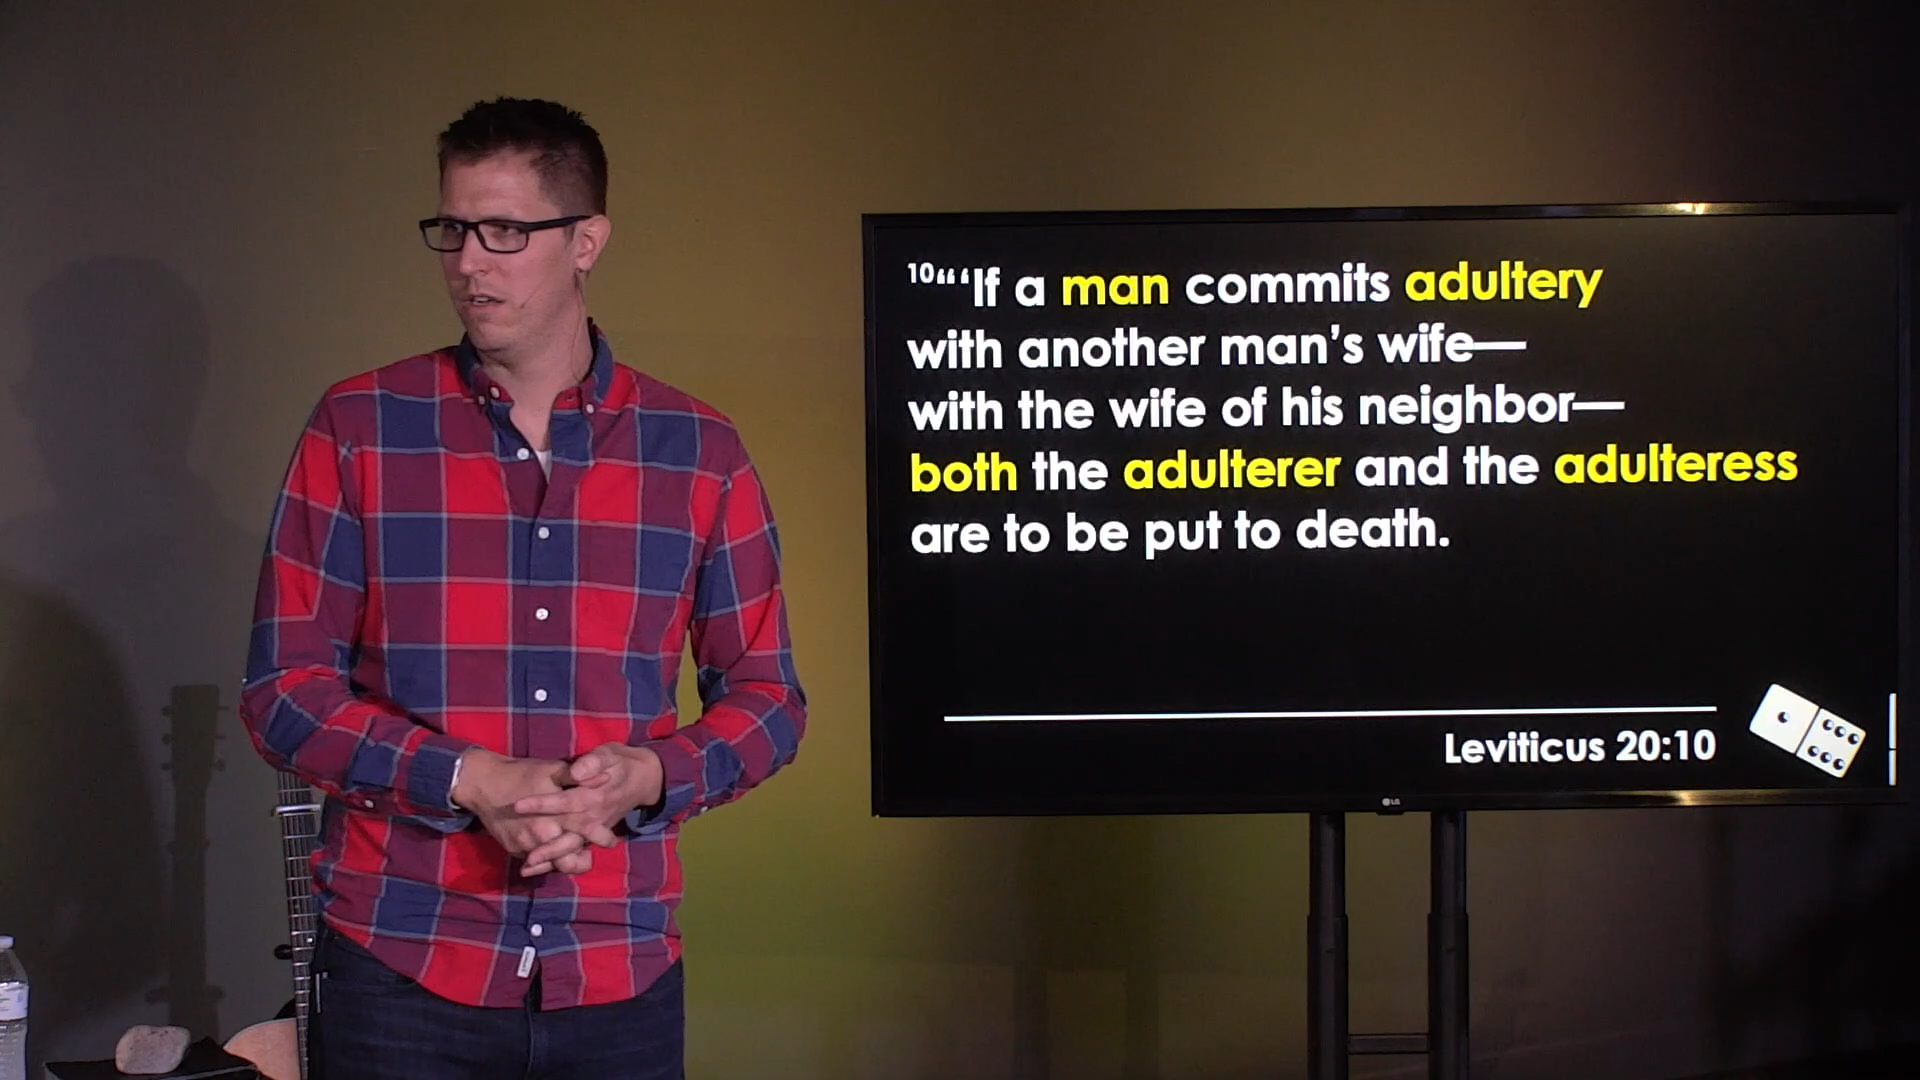 10“‘“If a man commits adultery
with another man’s wife—
with the wife of his neighbor—
both the adulterer and the adulteress
are to be put to death.
Leviticus 20:10
LG